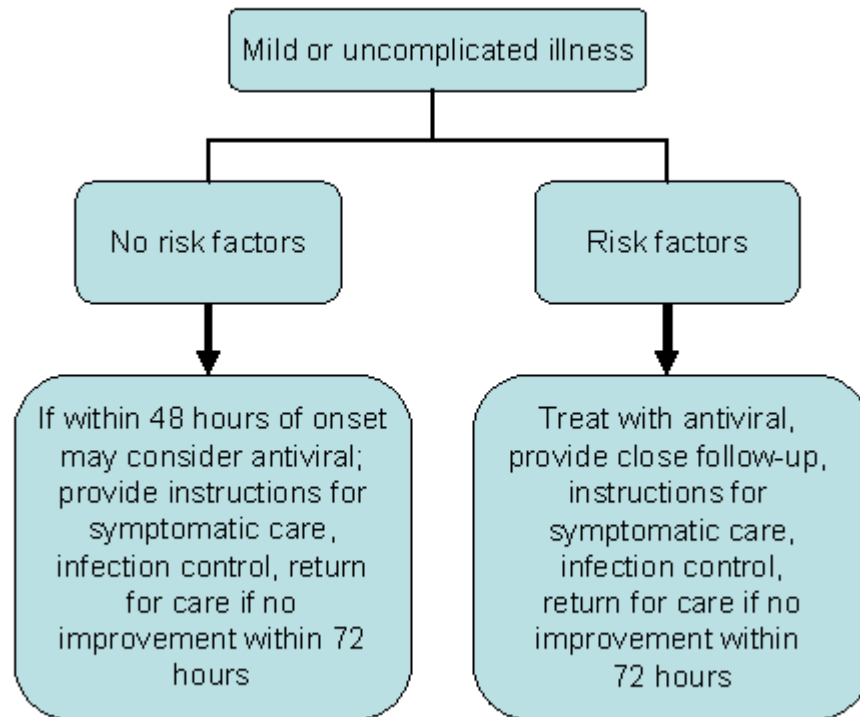 Mild or uncomplicated illness
No risk factors
Risk factors
If within 48 hours of onset
may consider antiviral;
provide instructions for
symptomatic care,
infection control, return
for care if no
improvement within 72
hours
Treat with antiviral,
provide close follow-up,
instructions for
symptomatic care,
infection control,
return for care if no
improvement within
72 hours